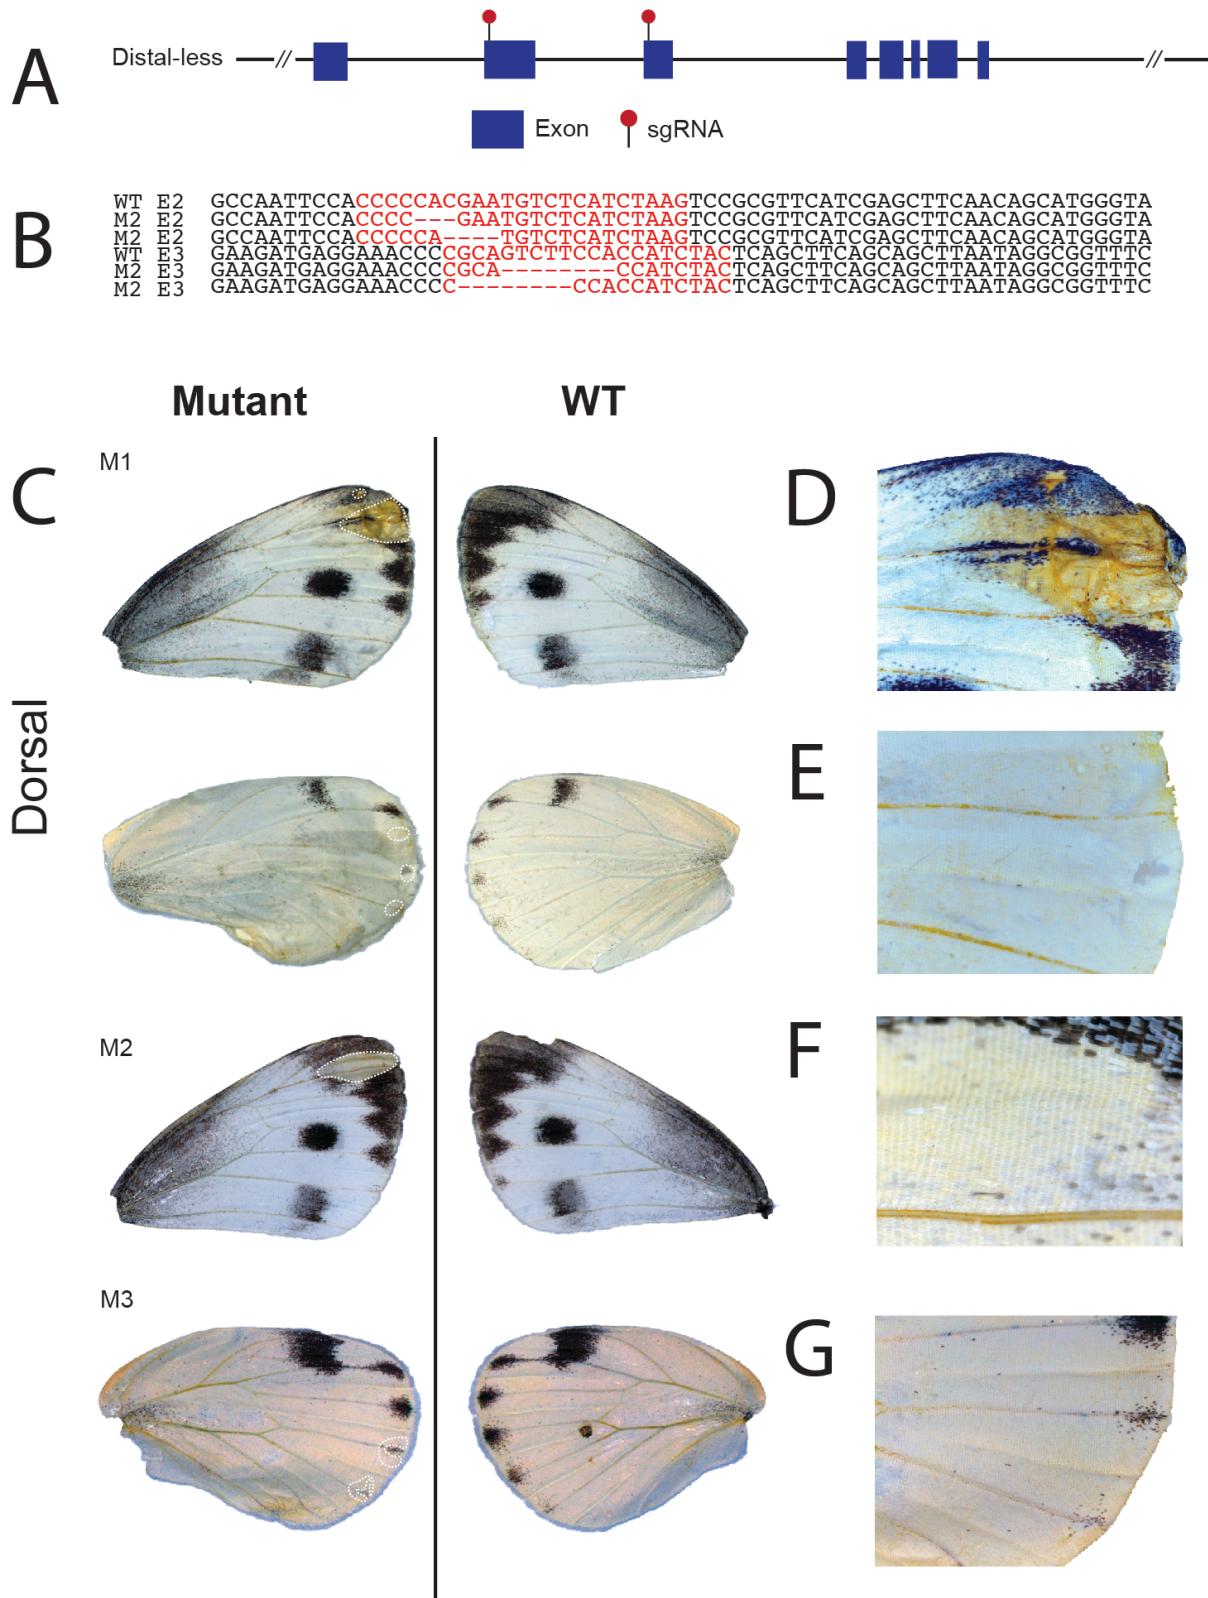 A
Distal-less
Exon
sgRNA
B
WT E2 GCCAATTCCACCCCCACGAATGTCTCATCTAAGTCCGCGTTCATCGAGCTTCAACAGCATGGGTA
M2 E2 GCCAATTCCACCCC---GAATGTCTCATCTAAGTCCGCGTTCATCGAGCTTCAACAGCATGGGTA
M2 E2 GCCAATTCCACCCCCA----TGTCTCATCTAAGTCCGCGTTCATCGAGCTTCAACAGCATGGGTA
WT E3 GAAGATGAGGAAACCCCGCAGTCTTCCACCATCTACTCAGCTTCAGCAGCTTAATAGGCGGTTTC
M2 E3 GAAGATGAGGAAACCCCGCA--------CCATCTACTCAGCTTCAGCAGCTTAATAGGCGGTTTC
M2 E3 GAAGATGAGGAAACCCC--------CCACCATCTACTCAGCTTCAGCAGCTTAATAGGCGGTTTC
Mutant
WT
C
M1
D
Dorsal
E
M2
F
M3
G